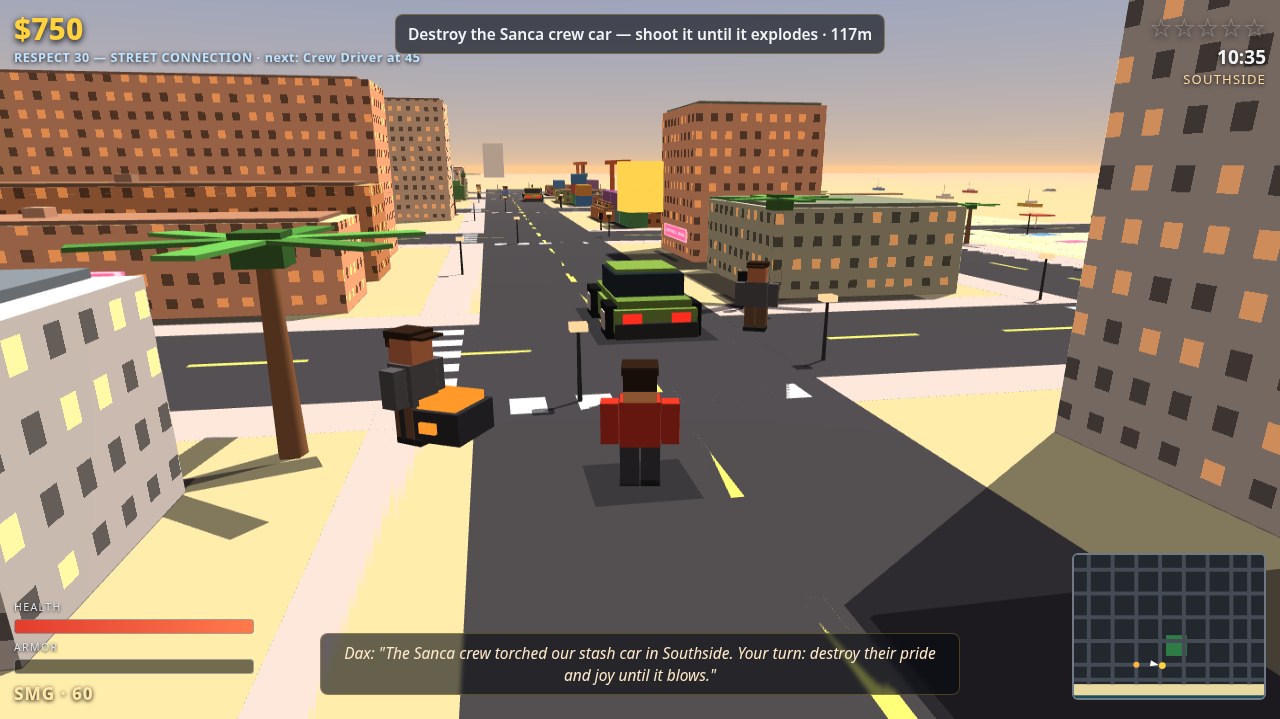 $750
RESPECT 30 — STREET CONNECTION · next: Crew Driver at 45
Destroy the Sanca crew car — shoot it until it explodes · 117m
10:35
SOUTHSIDE
HEALTH
ARMOR
SMG · 60
Dax: "The Sanca crew torched our stash car in Southside. Your turn: destroy their pride
and joy until it blows."